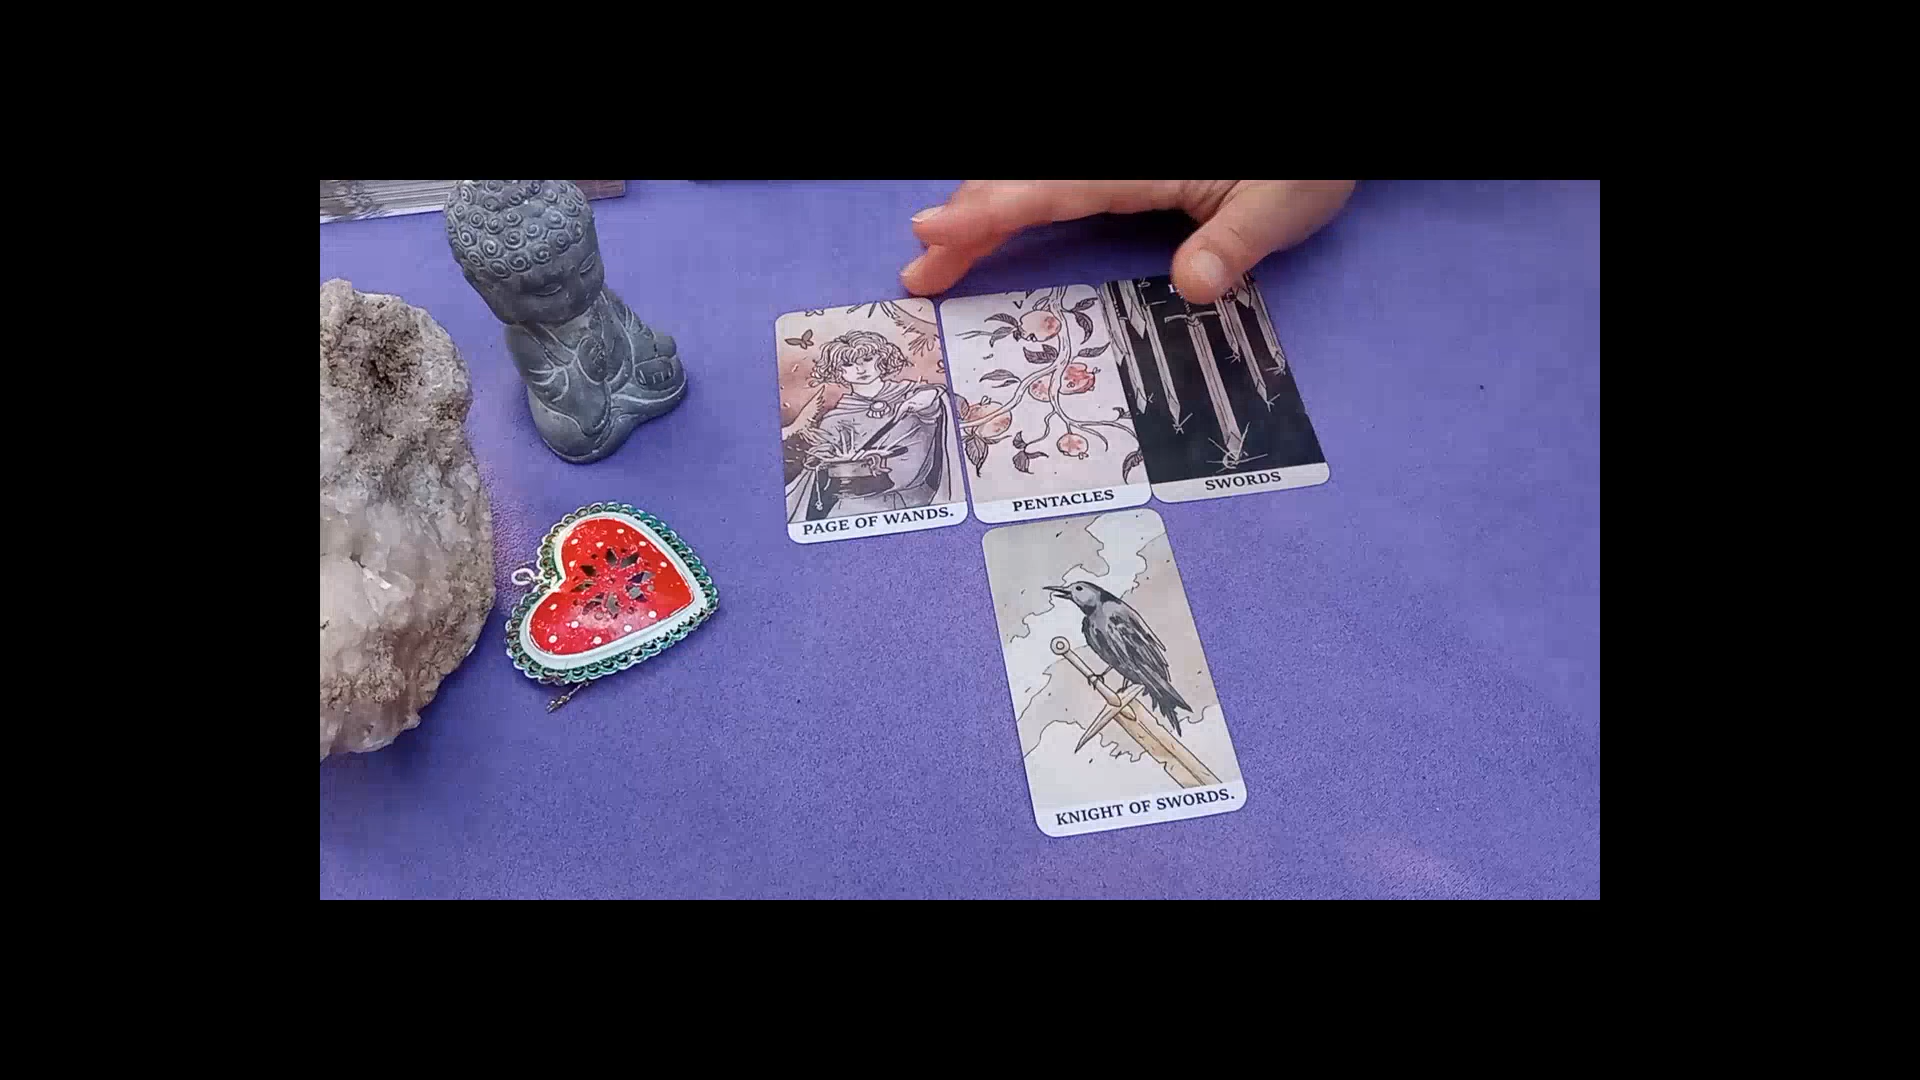 V
PAGE OF WANDS.
PENTACLES
SWORDS
KNIGHT OF SWORDS.